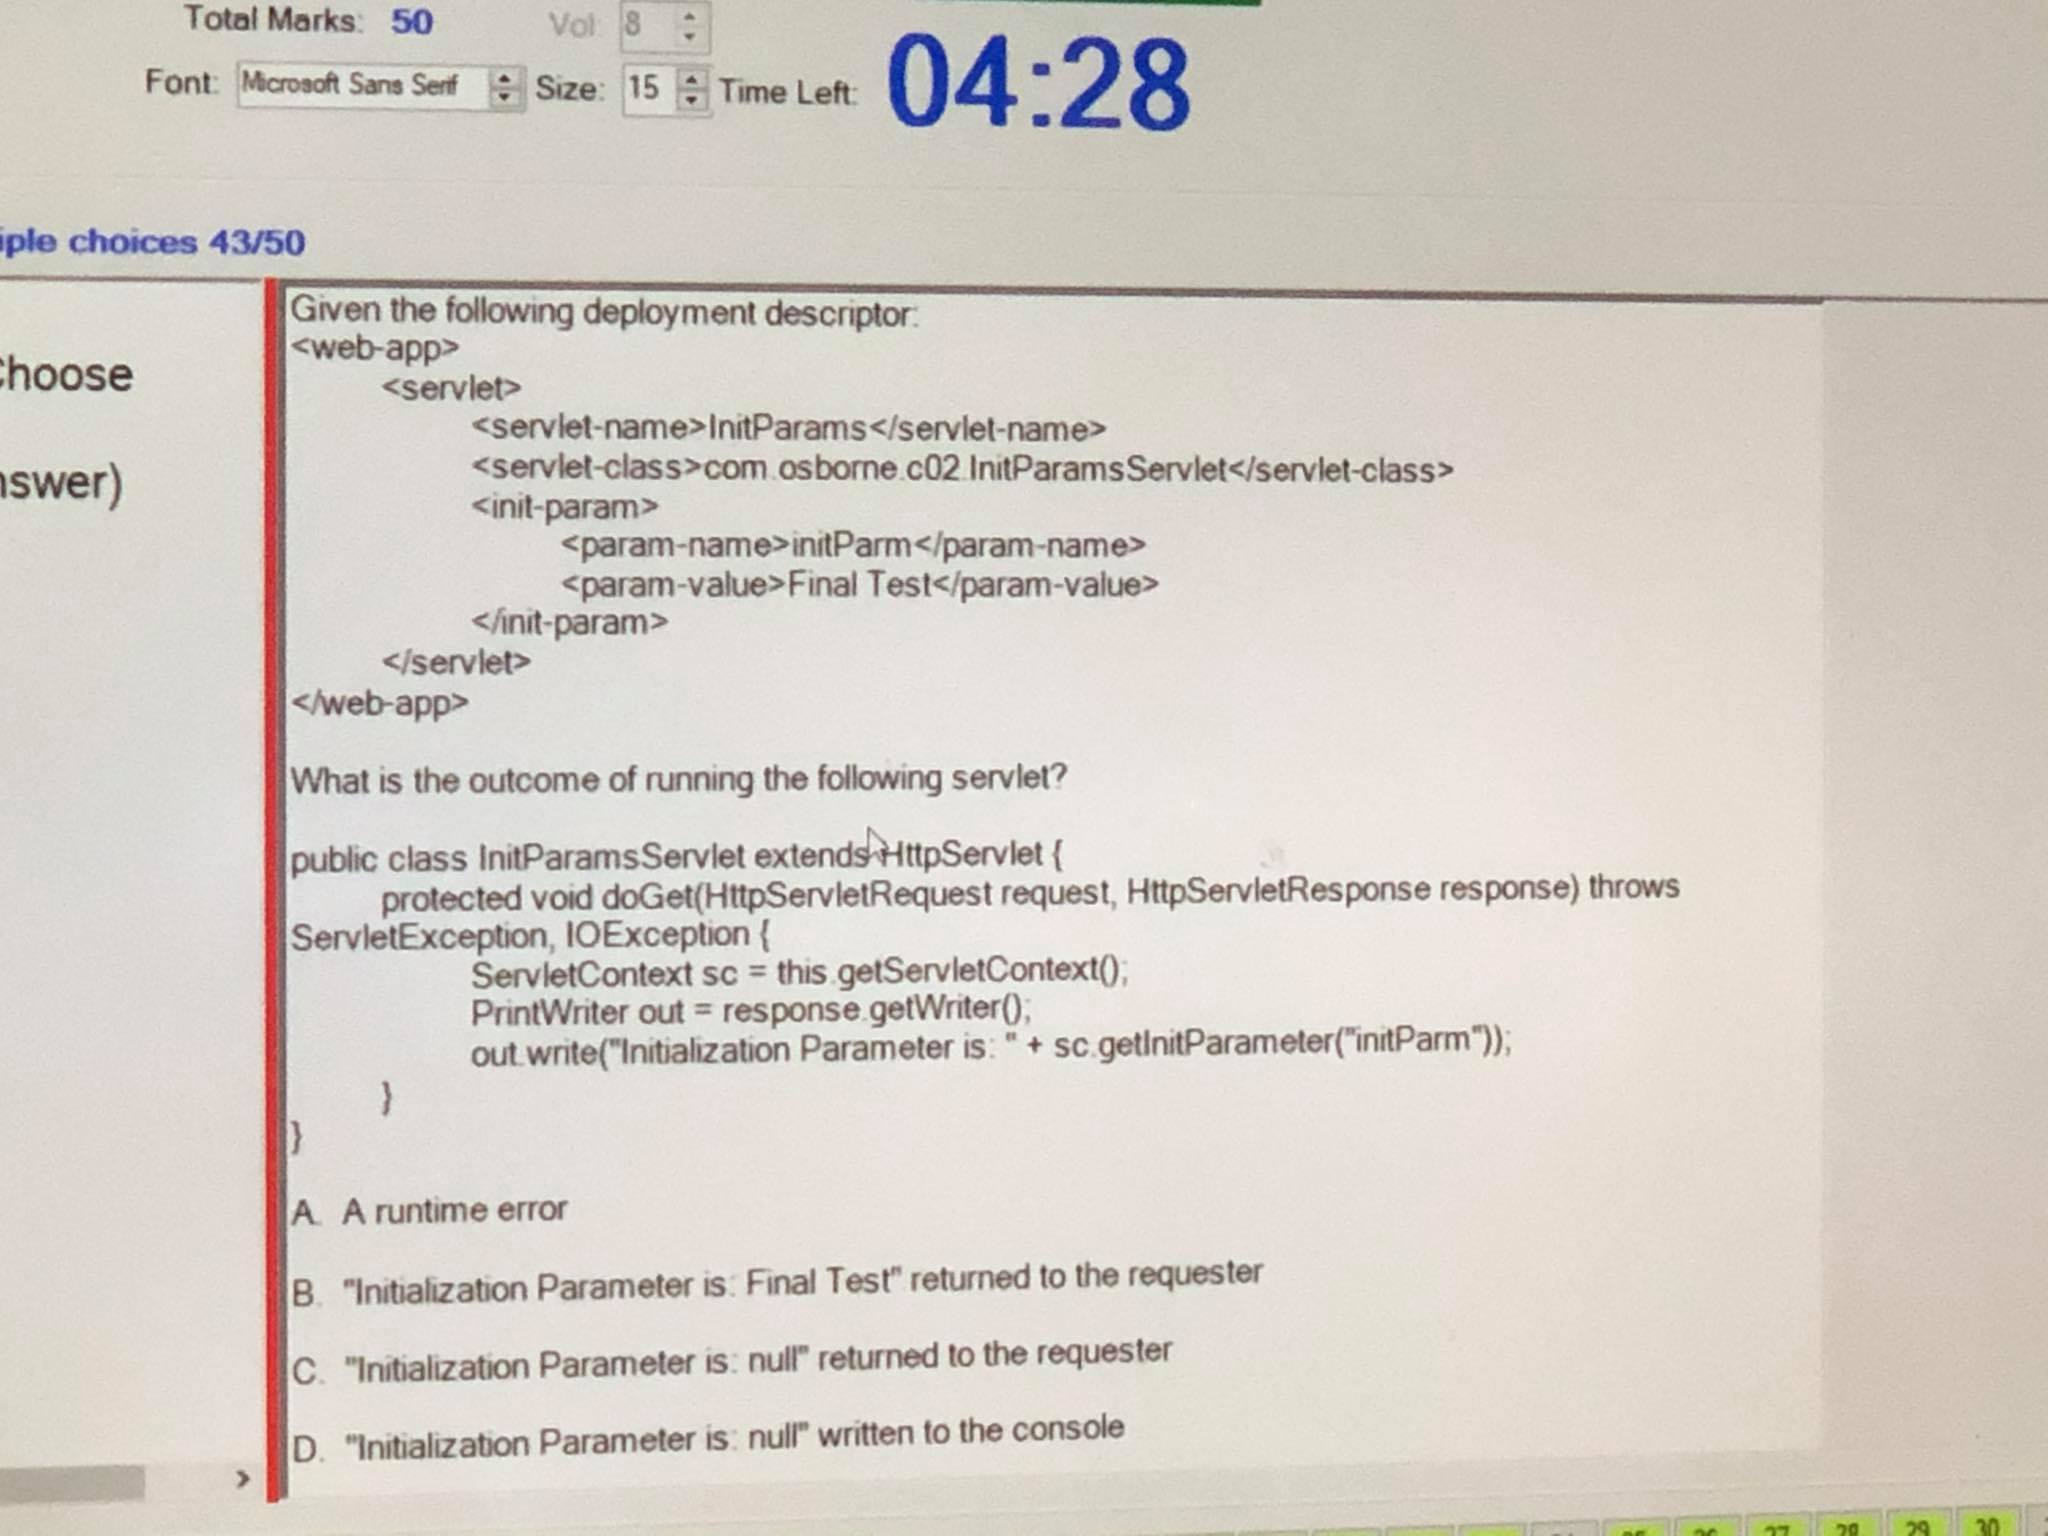 Total Marks: 50 Vol: 8
Font: Microsoft Sans Serif Size: 15 Time Left: 04:28
iple choices 43/50
Choose
nswer)
Given the following deployment descriptor:
<web-app>
<servlet>
<servlet-name>InitParams</servlet-name>
<servlet-class>com.osborne.c02.InitParamsServlet</servlet-class>
<init-param>
<param-name>initParm</param-name>
<param-value>Final Test</param-value>
</init-param>
</servlet>
</web-app>
What is the outcome of running the following servlet?
public class InitParamsServlet extends HttpServlet {
protected void doGet(HttpServletRequest request, HttpServletResponse response) throws
ServletException, IOException {
ServletContext sc = this.getServletContext();
PrintWriter out = response.getWriter();
out.write("Initialization Parameter is: " + sc.getInitParameter("initParm"));
}
}
A. A runtime error
B. "Initialization Parameter is: Final Test" returned to the requester
C. "Initialization Parameter is: null" returned to the requester
D. "Initialization Parameter is: null" written to the console
>
25 26 27 28 29 30